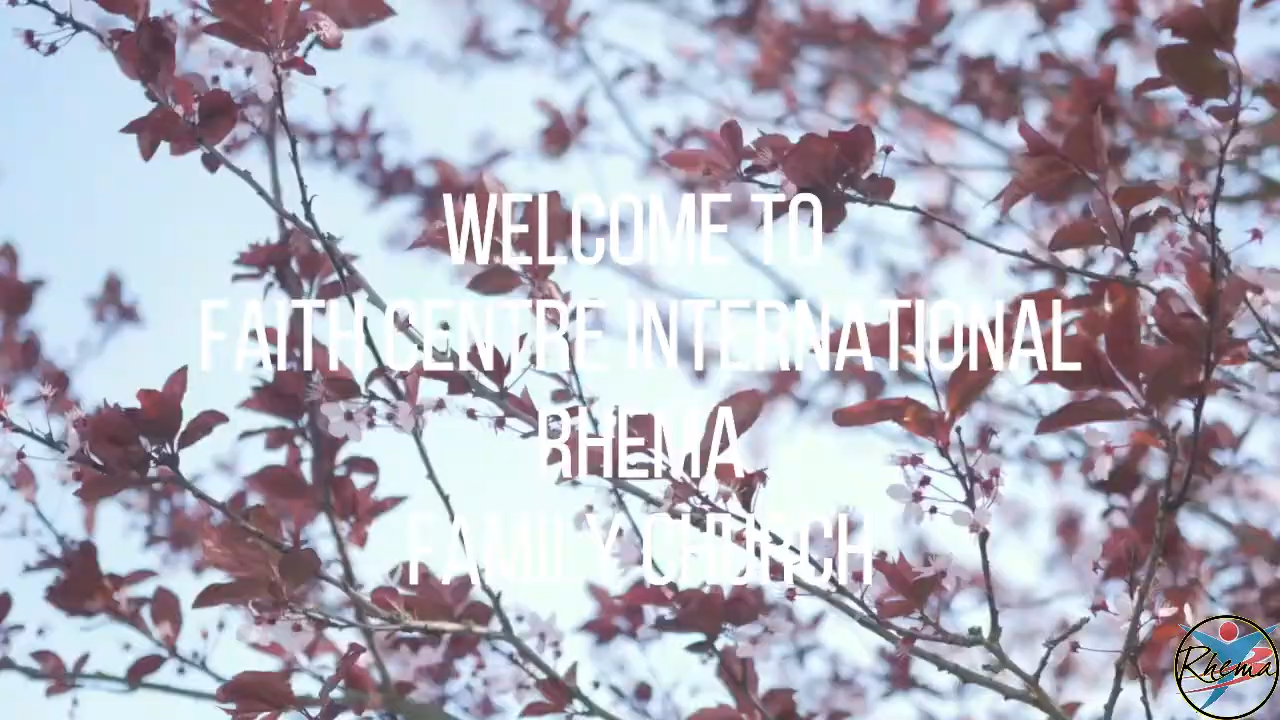 WELCOME TO
FAITH CENTRE INTERNATIONAL
RHEMA
FAMILY CHURCH
Rhema